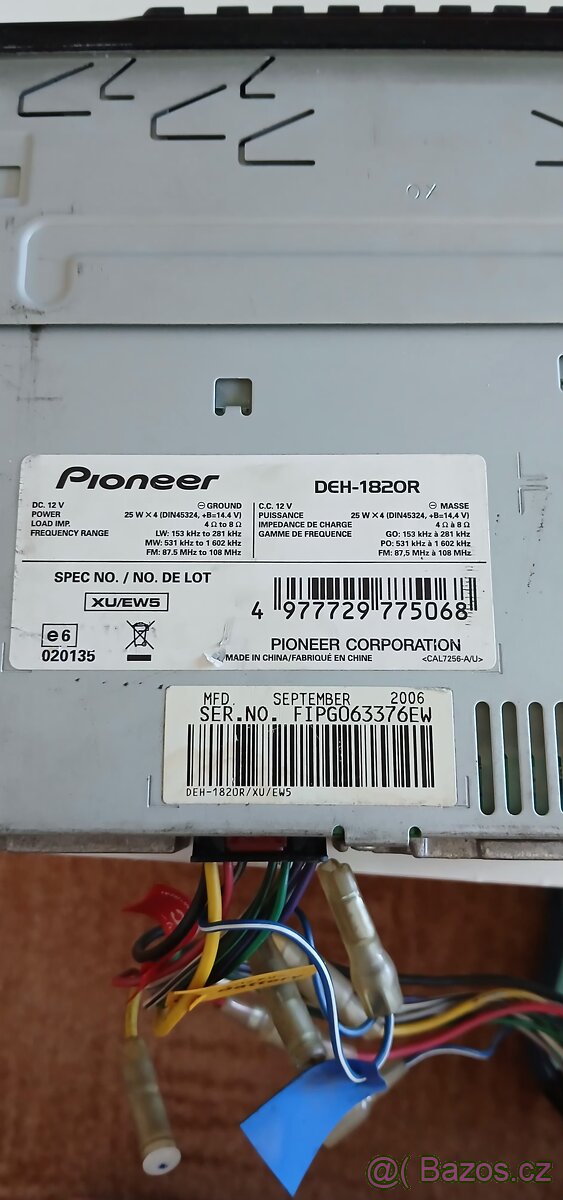 Pioneer DEH-1820R
DC. 12 V ⊖ GROUND
POWER 25 W × 4 (DIN45324, +B=14.4 V)
LOAD IMP. 4 Ω to 8 Ω
FREQUENCY RANGE LW: 153 kHz to 281 kHz
MW: 531 kHz to 1 602 kHz
FM: 87.5 MHz to 108 MHz
C.C. 12 V ⊖ MASSE
PUISSANCE 25 W × 4 (DIN45324, +B=14,4 V)
IMPEDANCE DE CHARGE 4 Ω à 8 Ω
GAMME DE FREQUENCE GO: 153 kHz à 281 kHz
PO: 531 kHz à 1 602 kHz
FM: 87,5 MHz à 108 MHz
SPEC NO. / NO. DE LOT
XU/EW5
4 977729 775068
e6
020135
PIONEER CORPORATION
MADE IN CHINA/FABRIQUÉ EN CHINE <CAL7256-A/U>
MFD. SEPTEMBER 2006
SER.NO. FIPG063376EW
DEH-1820R/XU/EW5
battery
@( Bazoš.cz